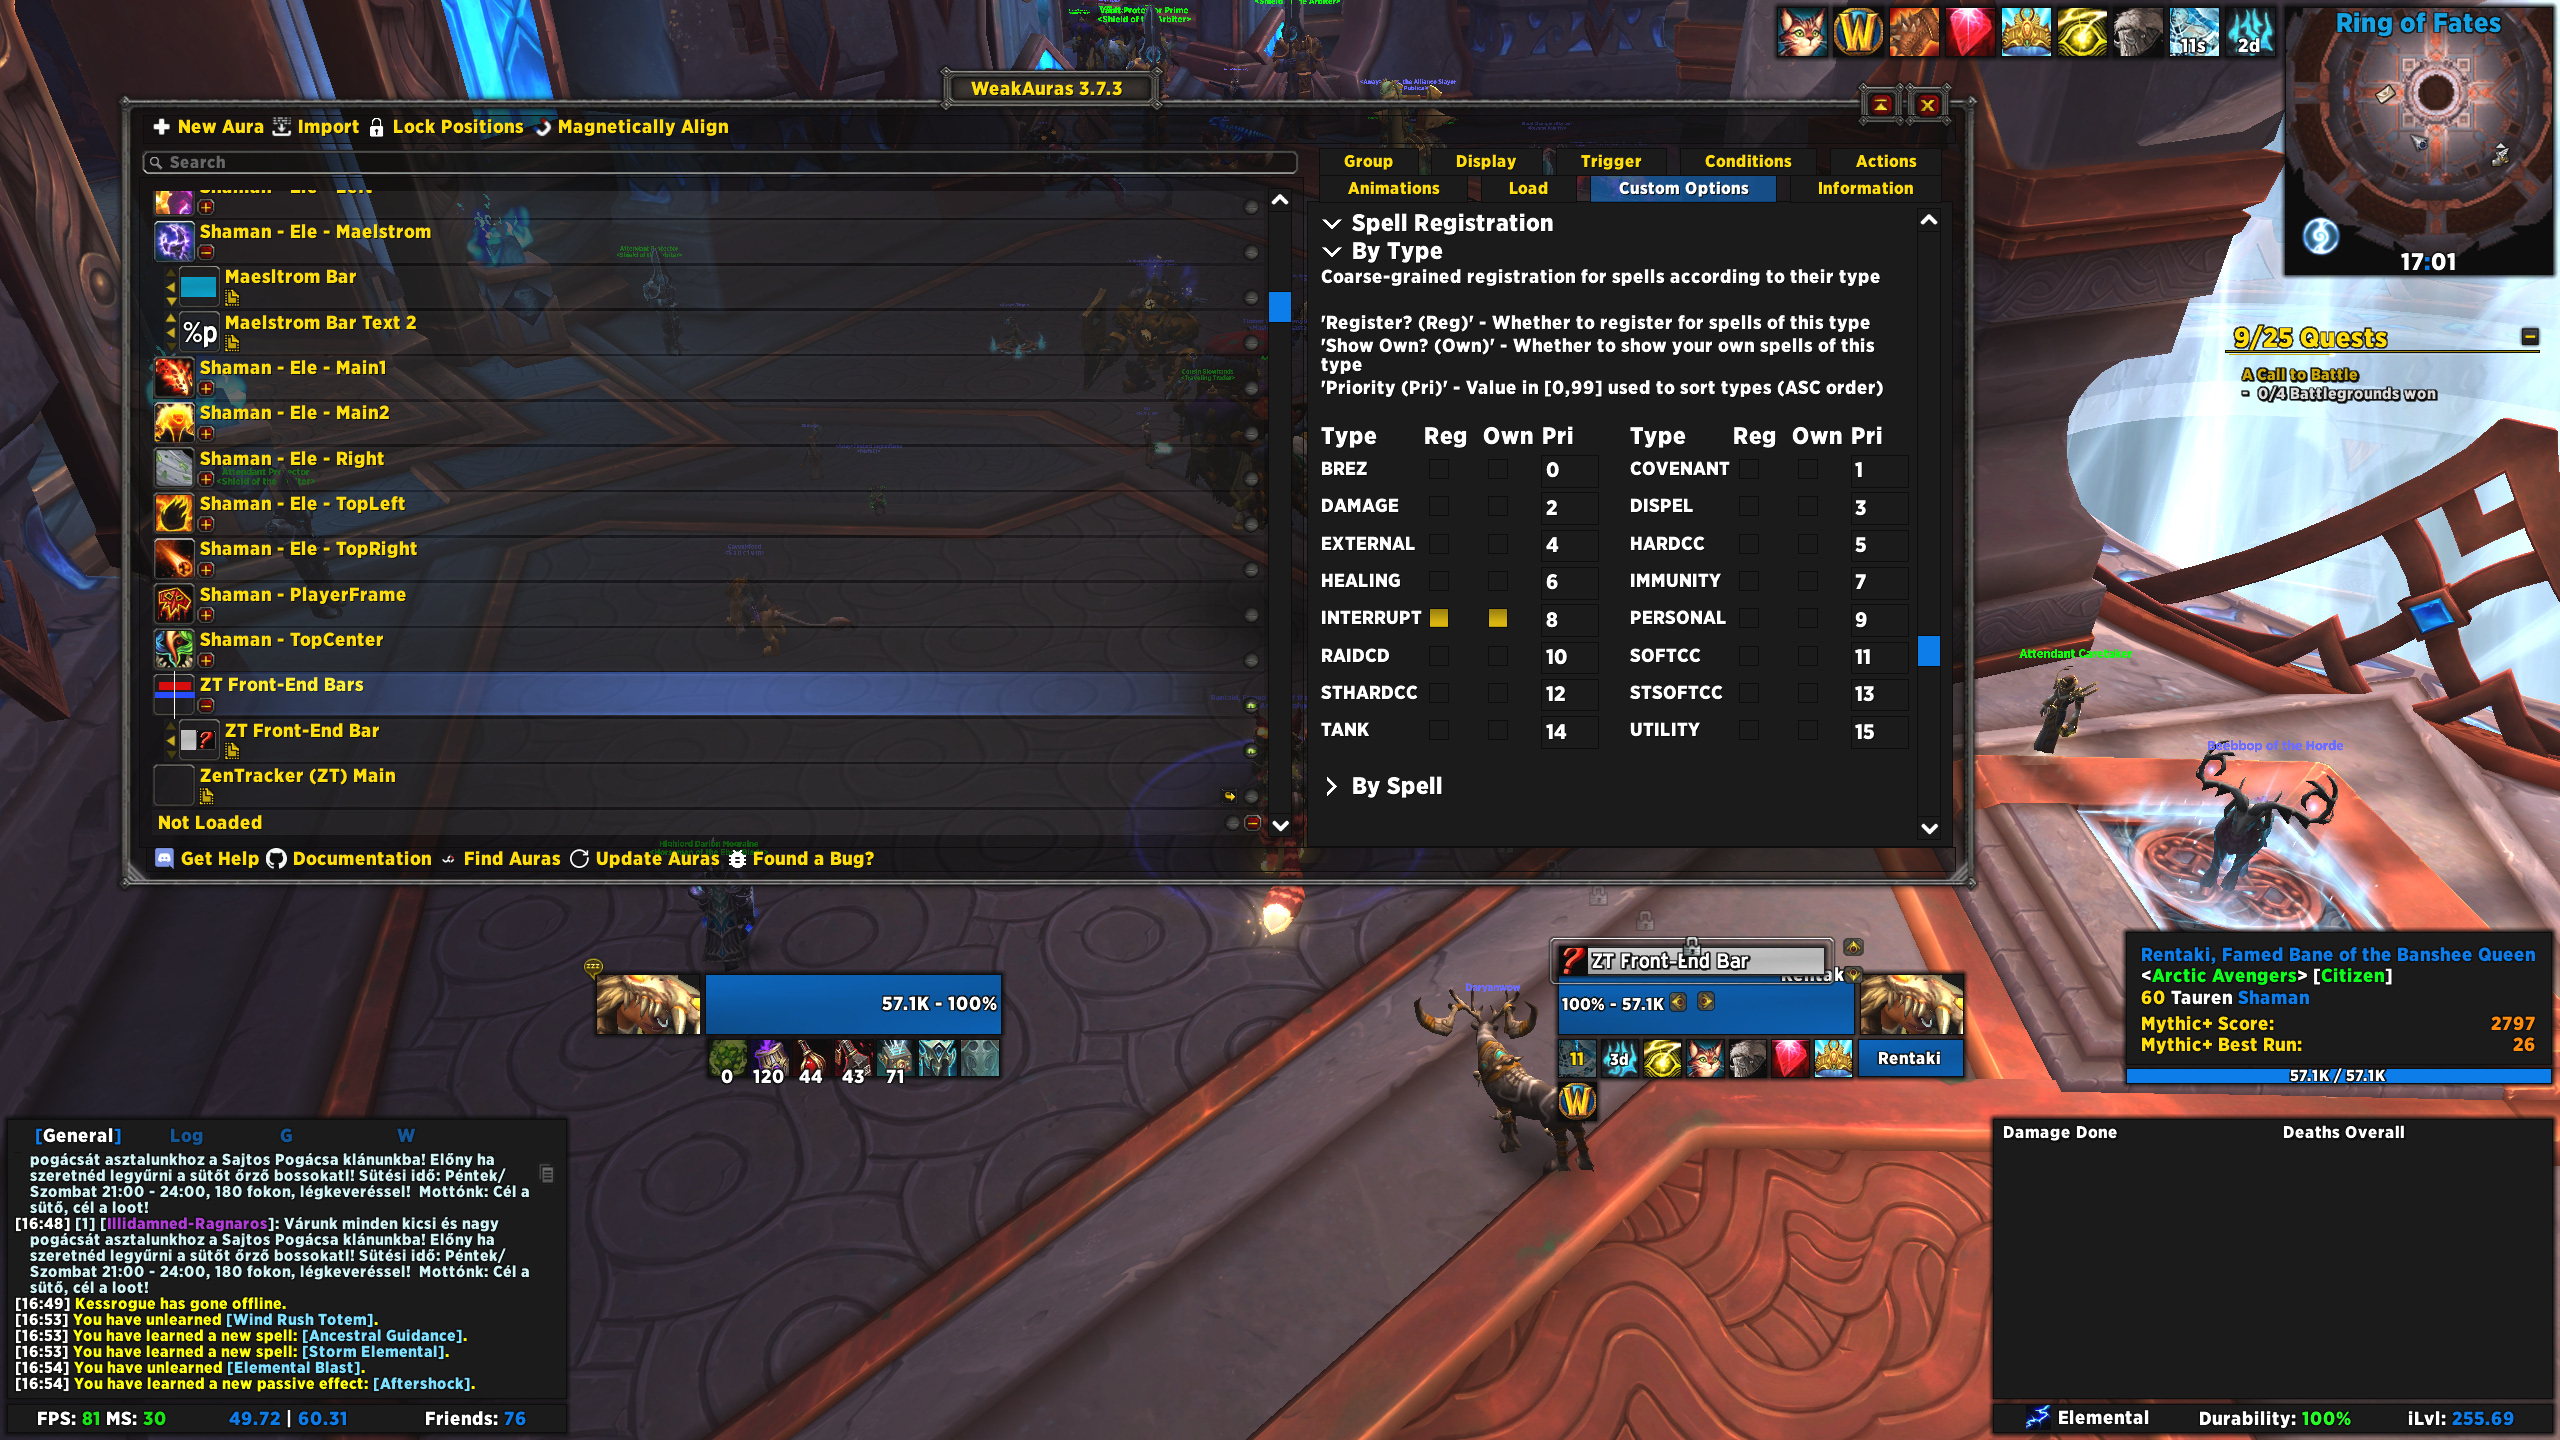 WeakAuras 3.7.3
New Aura Import Lock Positions Magnetically Align
Search
Shaman - Ele - Left
Shaman - Ele - Maelstrom
Maesltrom Bar
%p
Maelstrom Bar Text 2
Shaman - Ele - Main1
Shaman - Ele - Main2
Shaman - Ele - Right
Shaman - Ele - TopLeft
Shaman - Ele - TopRight
Shaman - PlayerFrame
Shaman - TopCenter
ZT Front-End Bars
ZT Front-End Bar
ZenTracker (ZT) Main
Not Loaded
Get Help Documentation Find Auras Update Auras Found a Bug?
Group Display Trigger Conditions Actions
Animations Load Custom Options Information
Spell Registration
By Type
Coarse-grained registration for spells according to their type
'Register? (Reg)' - Whether to register for spells of this type
'Show Own? (Own)' - Whether to show your own spells of this
type
'Priority (Pri)' - Value in [0,99] used to sort types (ASC order)
Type Reg Own Pri Type Reg Own Pri
BREZ 0 COVENANT 1
DAMAGE 2 DISPEL 3
EXTERNAL 4 HARDCC 5
HEALING 6 IMMUNITY 7
INTERRUPT 8 PERSONAL 9
RAIDCD 10 SOFTCC 11
STHARDCC 12 STSOFTCC 13
TANK 14 UTILITY 15
By Spell
11s 2d
Ring of Fates
17:01
9/25 Quests
A Call to Battle
- 0/4 Battlegrounds won
Beebbop of the Horde
zzz
57.1K - 100%
0 120 44 43 71
ZT Front-End Bar
100% - 57.1K
11 3d
Rentaki
Rentaki, Famed Bane of the Banshee Queen
<Arctic Avengers> [Citizen]
60 Tauren Shaman
Mythic+ Score: 2797
Mythic+ Best Run: 26
57.1K / 57.1K
[General] Log G W
pogácsát asztalunkhoz a Sajtos Pogácsa klánunkba! Előny ha
szeretnéd legyűrni a sütőt őrző bossokat! Sütési idő: Péntek/
Szombat 21:00 - 24:00, 180 fokon, légkeveréssel! Mottónk: Cél a
sütő, cél a loot!
[16:48] [1] [Illidamned-Ragnaros]: Várunk minden kicsi és nagy
pogácsát asztalunkhoz a Sajtos Pogácsa klánunkba! Előny ha
szeretnéd legyűrni a sütőt őrző bossokat! Sütési idő: Péntek/
Szombat 21:00 - 24:00, 180 fokon, légkeveréssel! Mottónk: Cél a
sütő, cél a loot!
[16:49] Kessrogue has gone offline.
[16:53] You have unlearned [Wind Rush Totem].
[16:53] You have learned a new spell: [Ancestral Guidance].
[16:53] You have learned a new spell: [Storm Elemental].
[16:54] You have unlearned [Elemental Blast].
[16:54] You have learned a new passive effect: [Aftershock].
FPS: 81 MS: 30 49.72 | 60.31 Friends: 76
Damage Done Deaths Overall
Elemental Durability: 100% iLvl: 255.69